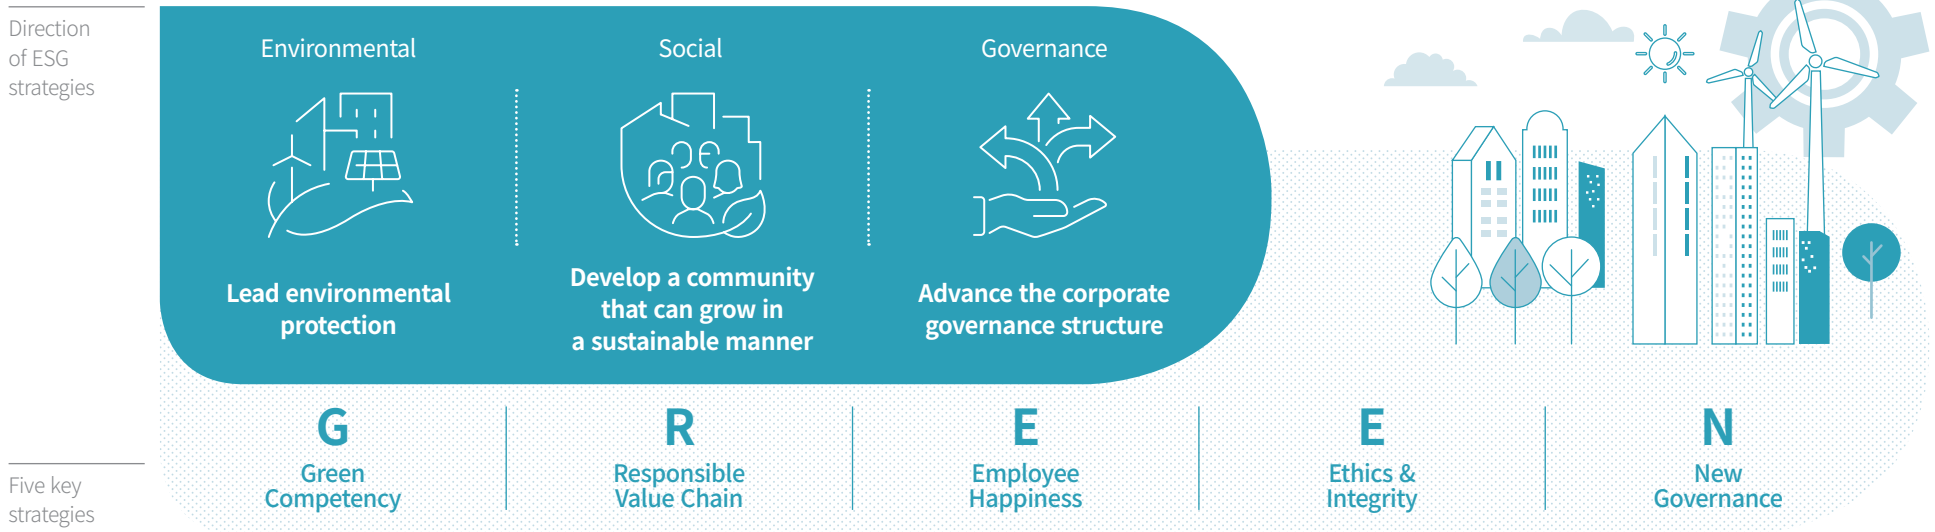 Direction
of ESG
strategies
Environmental
Social
Governance
Lead environmental
protection
Develop a community
that can grow in
a sustainable manner
Advance the corporate
governance structure
Five key
strategies
G
Green
Competency
R
Responsible
Value Chain
E
Employee
Happiness
E
Ethics &
Integrity
N
New
Governance